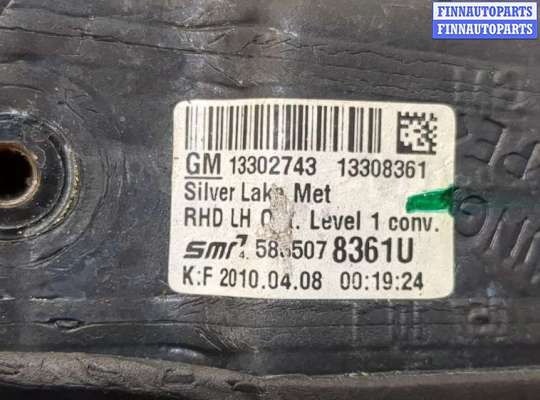 FINNAUTOPARTS
FINNAUTOPARTS
GM 13302743 13308361
Silver Lake Met
RHD LH Level 1 conv.
smr 8361U
K:F 2010.04.08 00:19:24